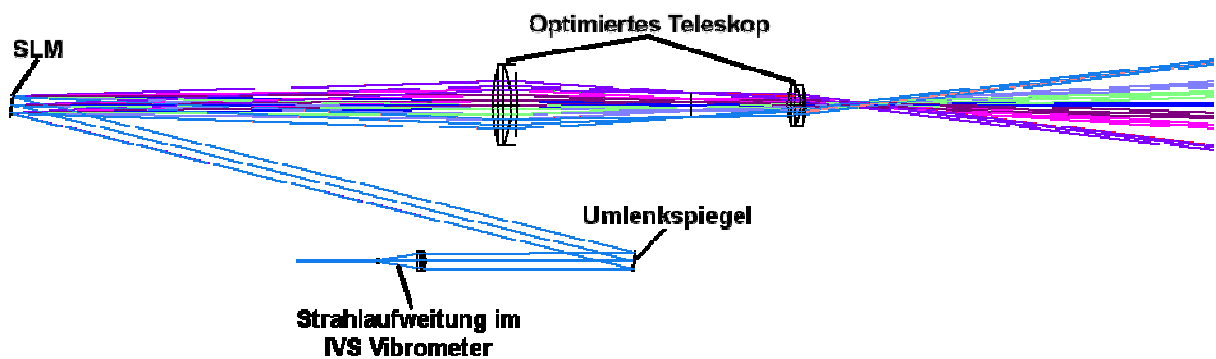 Optimiertes Teleskop
SLM
Umlenkspiegel
Strahlaufweitung im
IVS Vibrometer